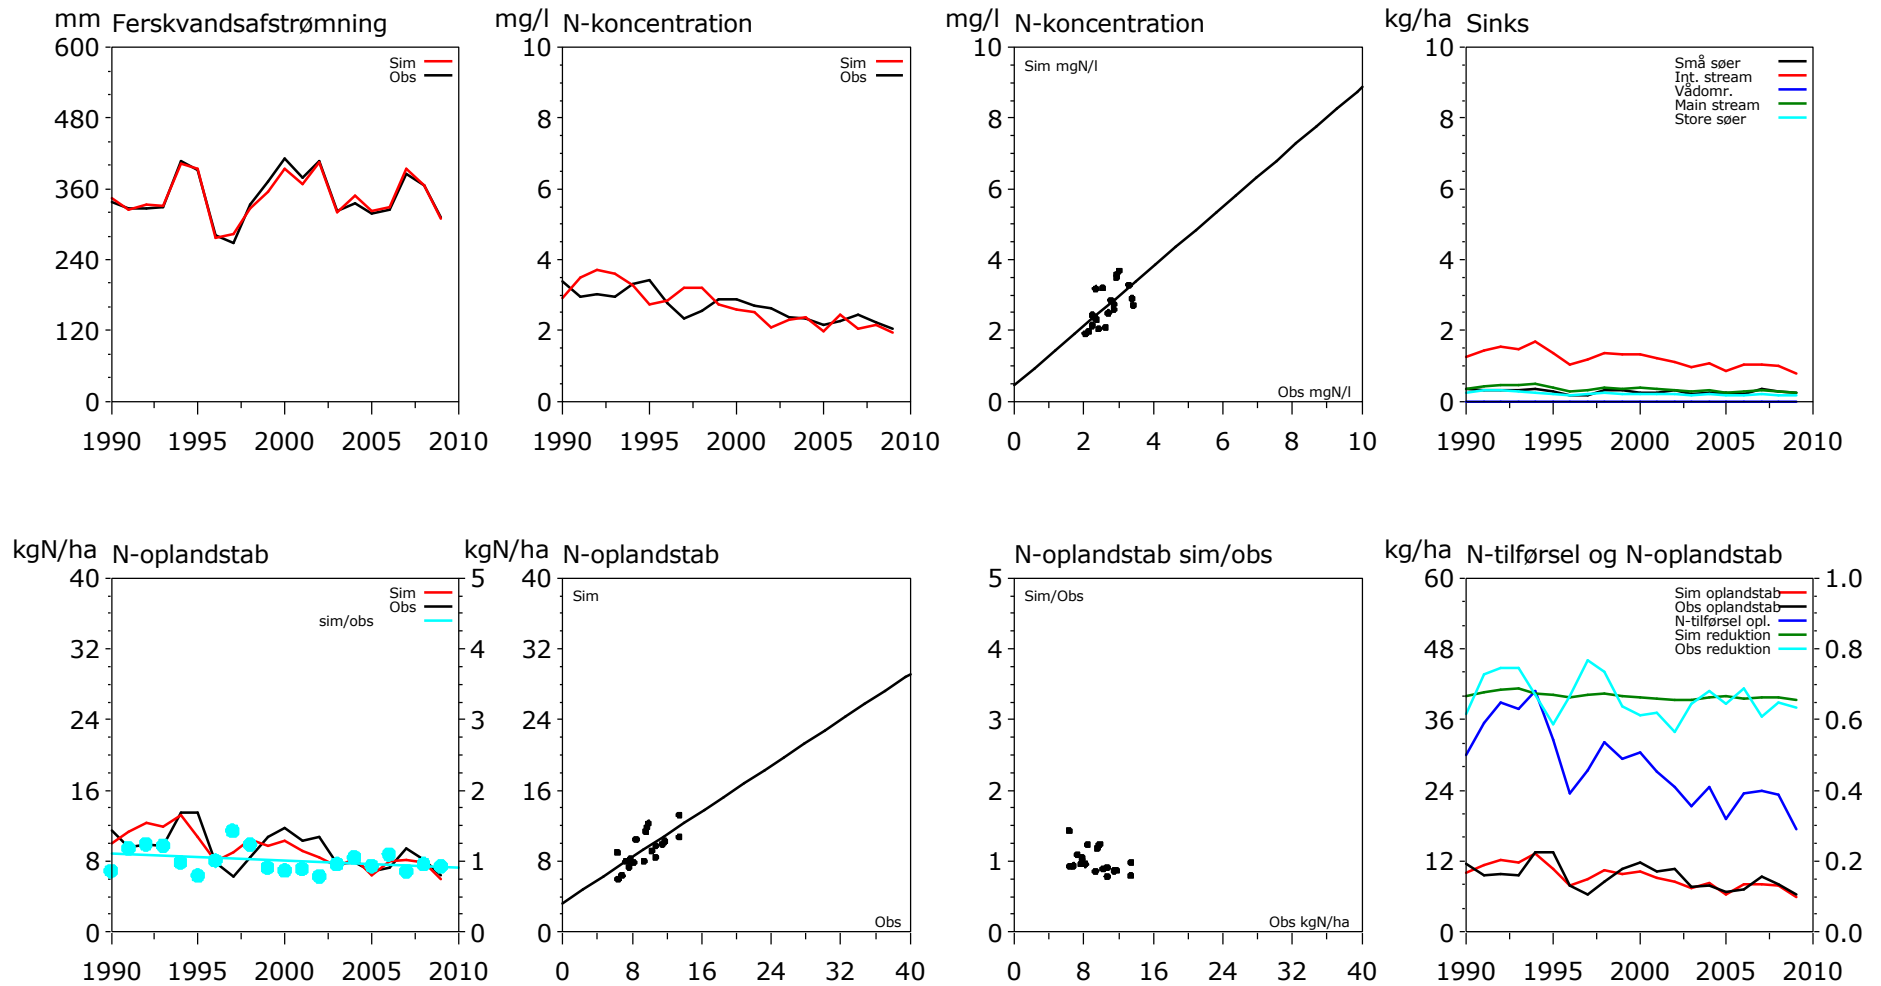 mm Ferskvandsafstrømning
600
480
360
240
120
0
Sim
Obs
1990 1995 2000 2005 2010
mg/l N-koncentration
10
8
6
4
2
0
Sim
Obs
1990 1995 2000 2005 2010
mg/l N-koncentration
10
8
6
4
2
0
Sim mgN/l
Obs mgN/l
0 2 4 6 8 10
kg/ha Sinks
10
8
6
4
2
0
Små søer
Int. stream
Vådomr.
Main stream
Store søer
1990 1995 2000 2005 2010
kgN/ha N-oplandstab
40
32
24
16
8
0
Sim
Obs
sim/obs
5
4
3
2
1
0
1990 1995 2000 2005 2010
kgN/ha N-oplandstab
40
32
24
16
8
0
Sim
Obs
0 8 16 24 32 40
N-oplandstab sim/obs
5
4
3
2
1
0
Sim/Obs
Obs kgN/ha
0 8 16 24 32 40
kg/ha N-tilførsel og N-oplandstab
60
48
36
24
12
0
Sim oplandstab
Obs oplandstab
N-tilførsel opl.
Sim reduktion
Obs reduktion
1.0
0.8
0.6
0.4
0.2
0.0
1990 1995 2000 2005 2010